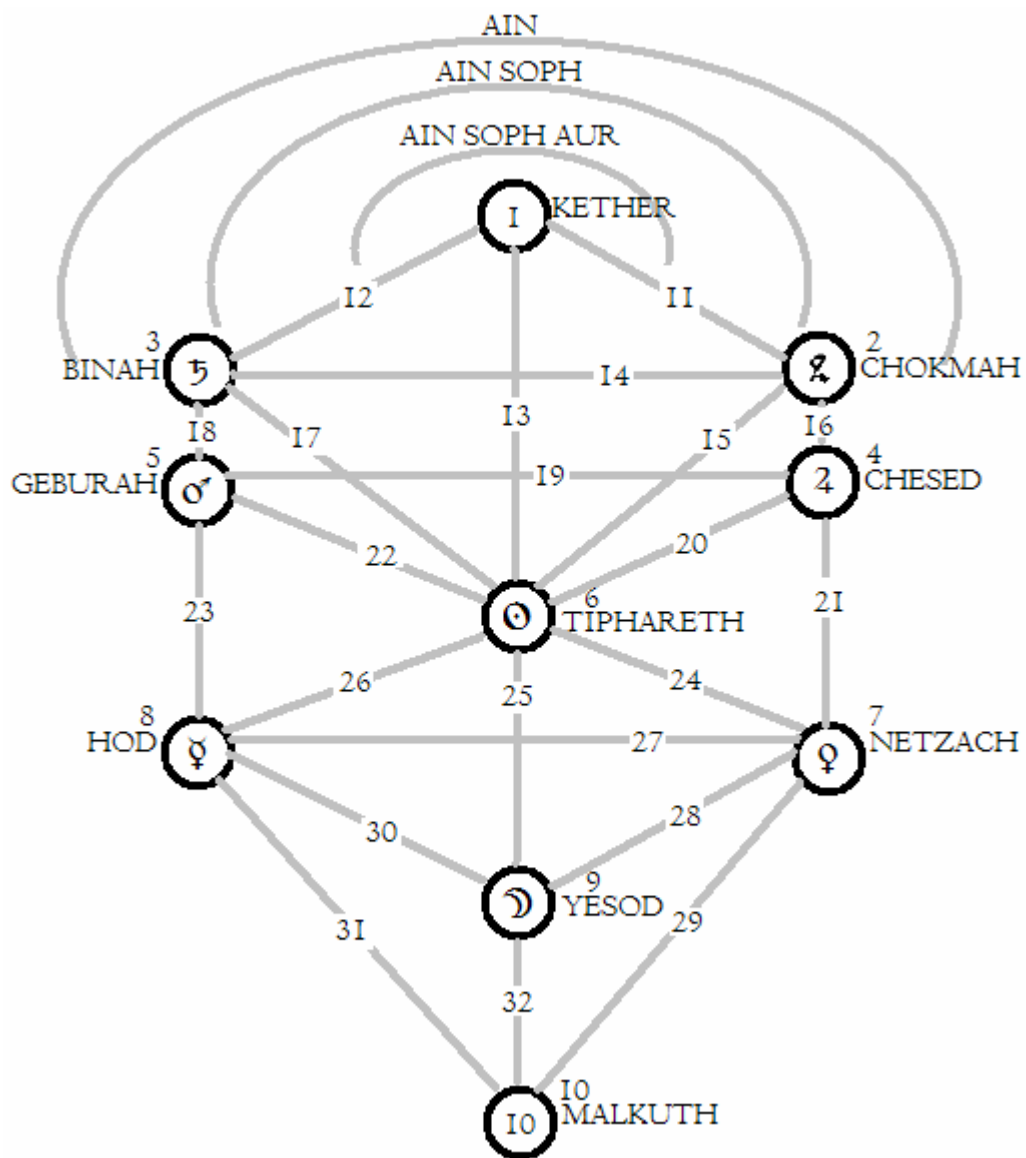 AIN
AIN SOPH
AIN SOPH AUR
1 KETHER
12 11
3 2
BINAH ♄ 14 CHOKMAH
13
18 17 15 16
5 4
GEBURAH ♂ 19 ♃ CHESED
22 20
6
23 21
☉ TIPHARETH
26 25 24
8 7
HOD ☿ 27 ♀ NETZACH
30 28
9
☽ YESOD
31 29
32
10
10 MALKUTH